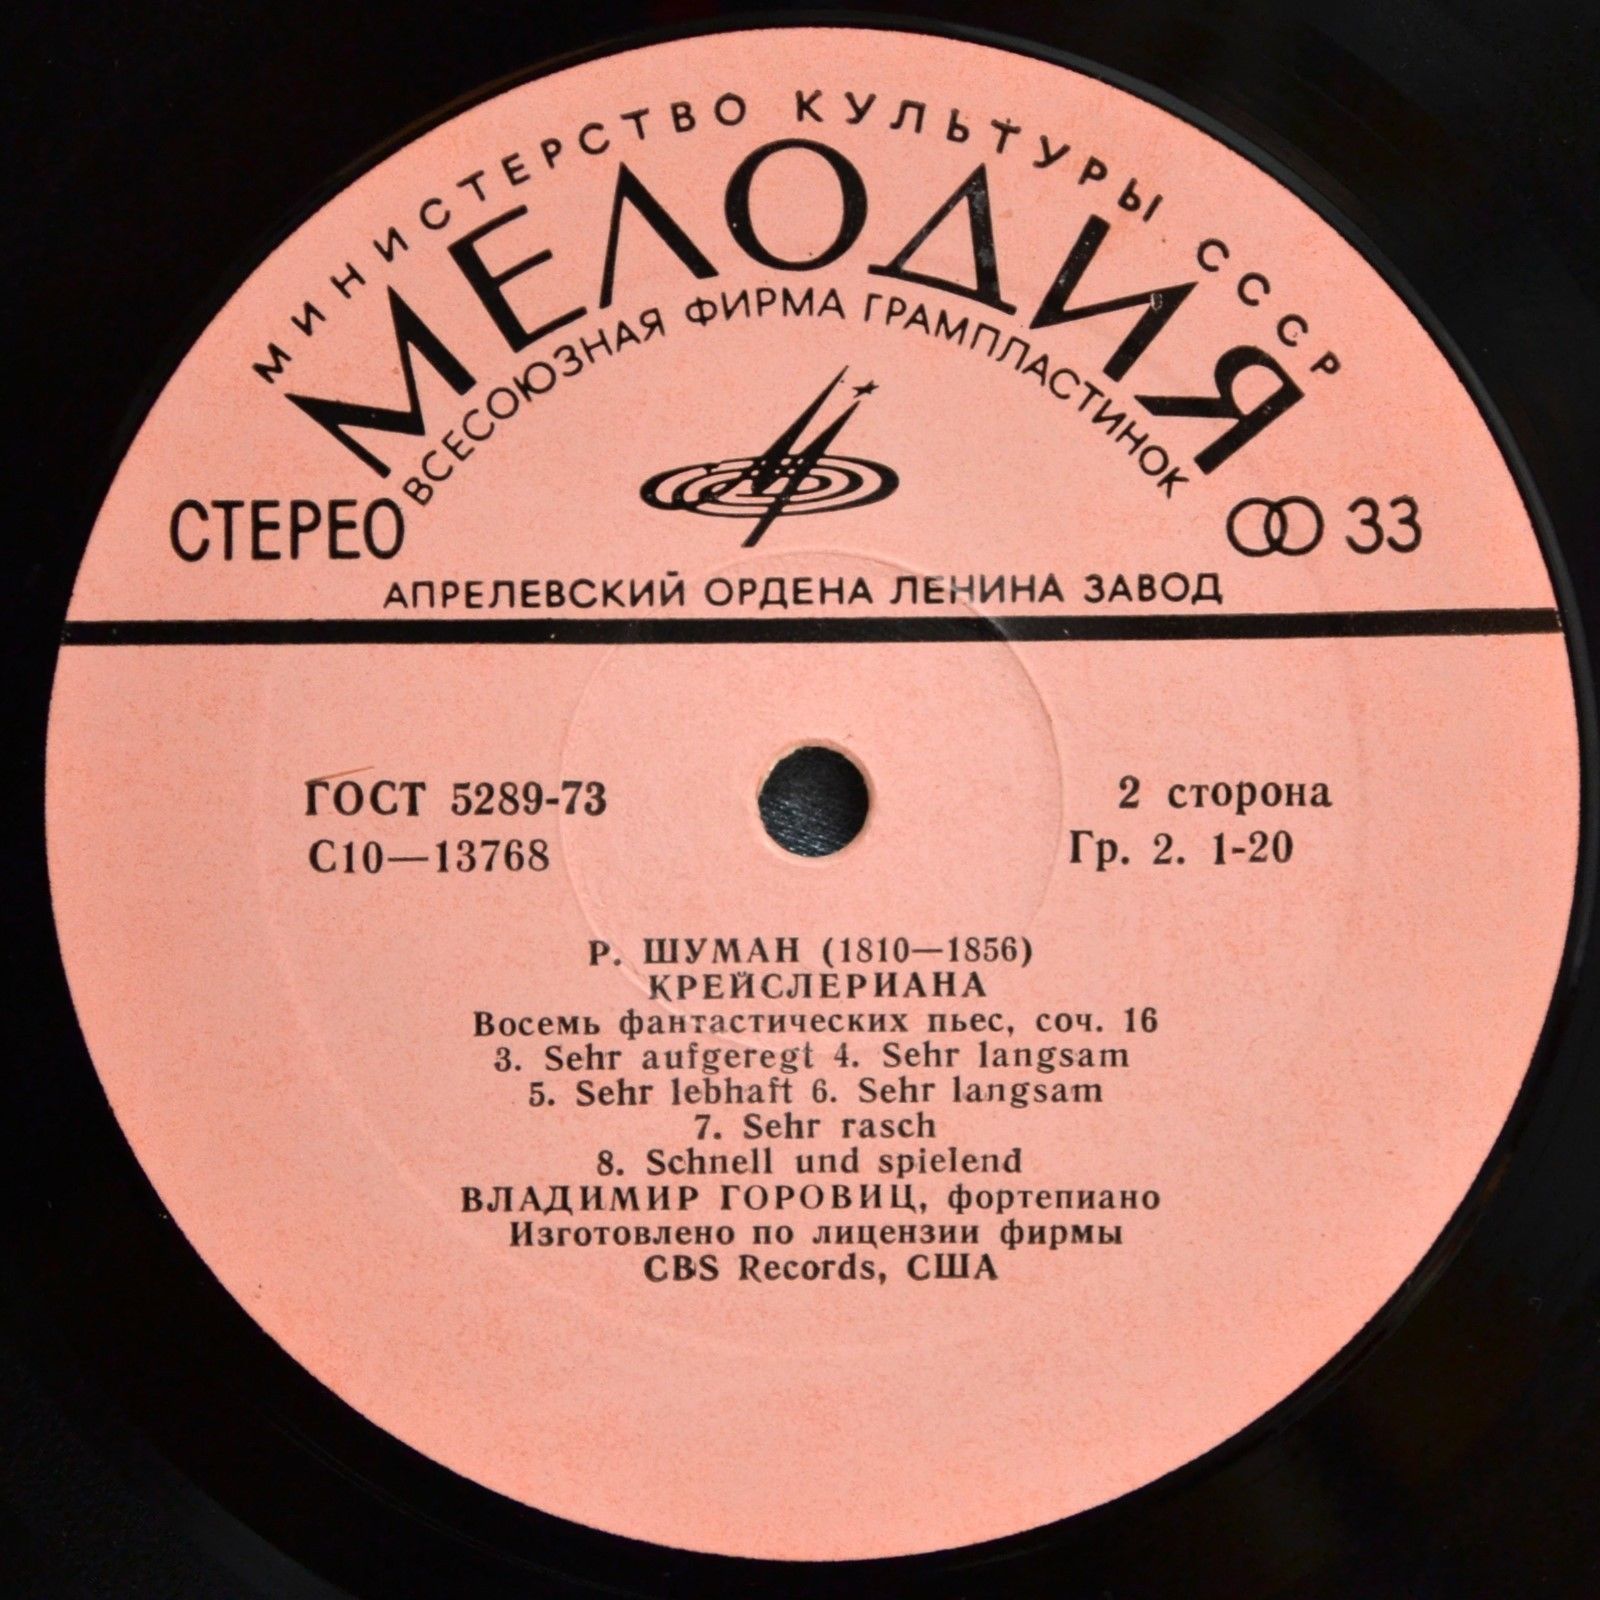 МИНИСТЕРСТВО КУЛЬТУРЫ СССР
МЕЛОДИЯ
ВСЕСОЮЗНАЯ ФИРМА ГРАМПЛАСТИНОК
СТЕРЕО
33
АПРЕЛЕВСКИЙ ОРДЕНА ЛЕНИНА ЗАВОД
ГОСТ 5289-73
С10—13768
2 сторона
Гр. 2. 1-20
Р. ШУМАН (1810—1856)
КРЕЙСЛЕРИАНА
Восемь фантастических пьес, соч. 16
3. Sehr aufgeregt 4. Sehr langsam
5. Sehr lebhaft 6. Sehr langsam
7. Sehr rasch
8. Schnell und spielend
ВЛАДИМИР ГОРОВИЦ, фортепиано
Изготовлено по лицензии фирмы
CBS Records, США